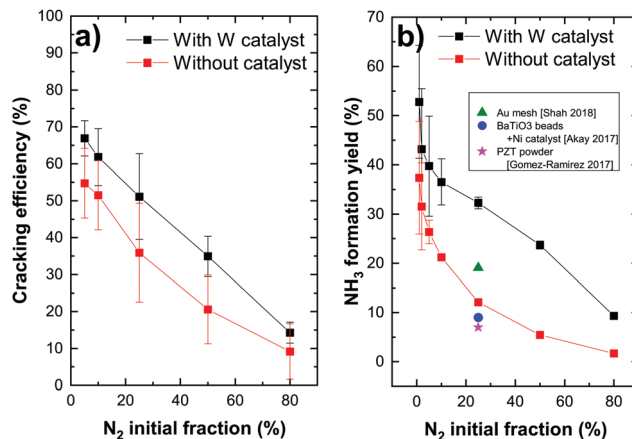 a)
With W catalyst
Without catalyst
100
90
80
70
60
50
40
30
20
10
0
0 20 40 60 80
Cracking efficiency (%)
N2 initial fraction (%)
b)
With W catalyst
Without catalyst
Au mesh [Shah 2018]
BaTiO3 beads
+Ni catalyst [Akay 2017]
PZT powder
[Gomez-Ramirez 2017]
70
60
50
40
30
20
10
0
0 20 40 60 80
NH3 formation yield (%)
N2 initial fraction (%)